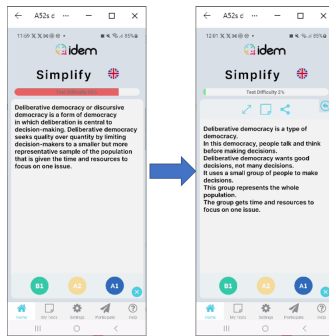 A52s c ...
11:59
idem
Simplify
Text Difficulty
Deliberative democracy or discursive
democracy is a form of democracy
in which deliberation is central to
decision-making. Deliberative democracy
seeks quality over quantity by limiting
decision-makers to a smaller but more
representative sample of the population
that is given the time and resources to
focus on one issue.
B1 A2 A1
Home My Texts Settings Participate Help
A52s c ...
12:01
idem
Simplify
Text Difficulty 2%
Deliberative democracy is a type of
democracy.
In this democracy, people talk and think
before making decisions.
Deliberative democracy wants good
decisions, not many decisions.
It uses a small group of people to make
decisions.
This group represents the whole
population.
The group gets time and resources to
focus on one issue.
B1 A2 A1
Home My Texts Settings Participate Help